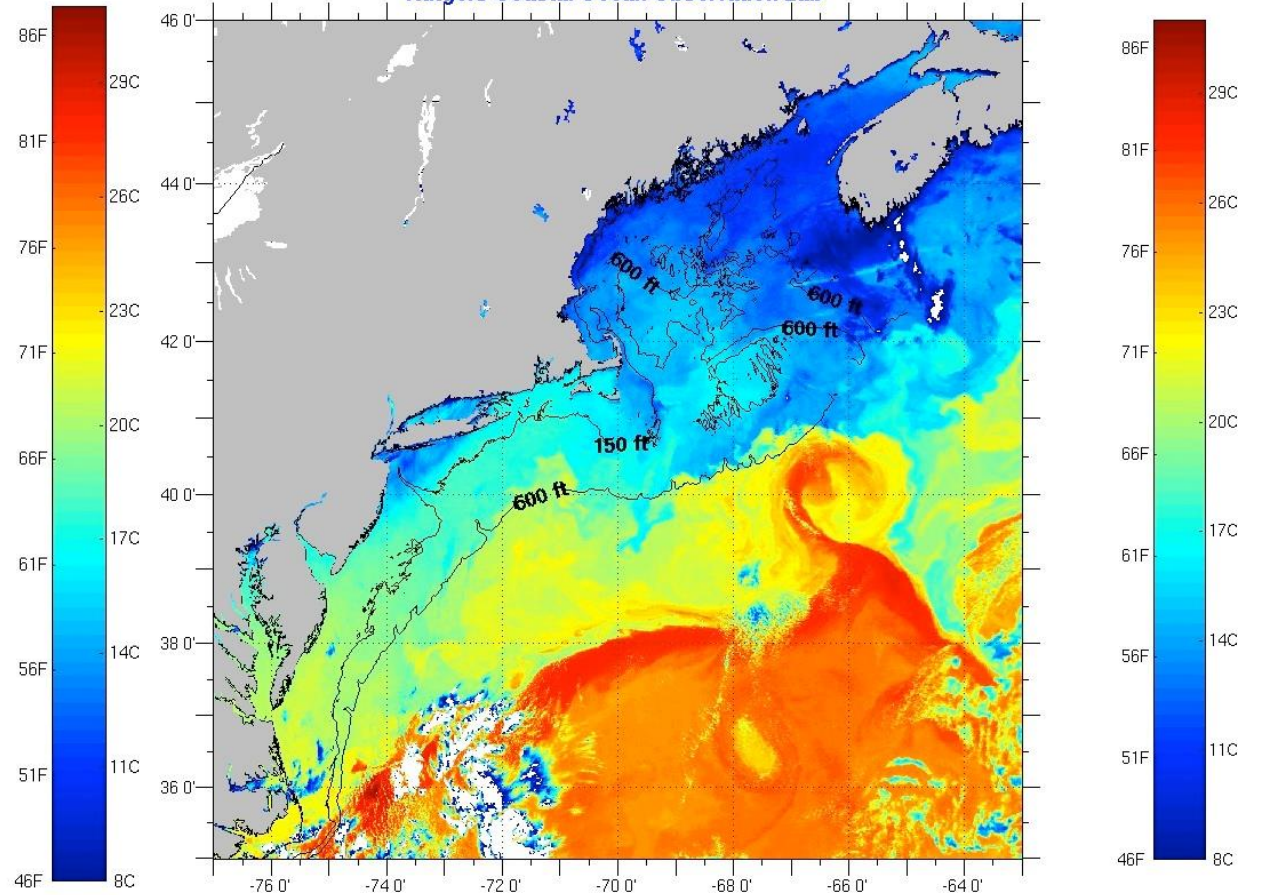 46 0'
44 0'
42 0'
40 0'
38 0'
36 0'
-76 0'
-74 0'
-72 0'
-70 0'
-68 0'
-66 0'
-64 0'
600 ft
600 ft
600 ft
150 ft
600 ft
86F
81F
76F
71F
66F
61F
56F
51F
46F
29C
26C
23C
20C
17C
14C
11C
8C
86F
81F
76F
71F
66F
61F
56F
51F
46F
29C
26C
23C
20C
17C
14C
11C
8C